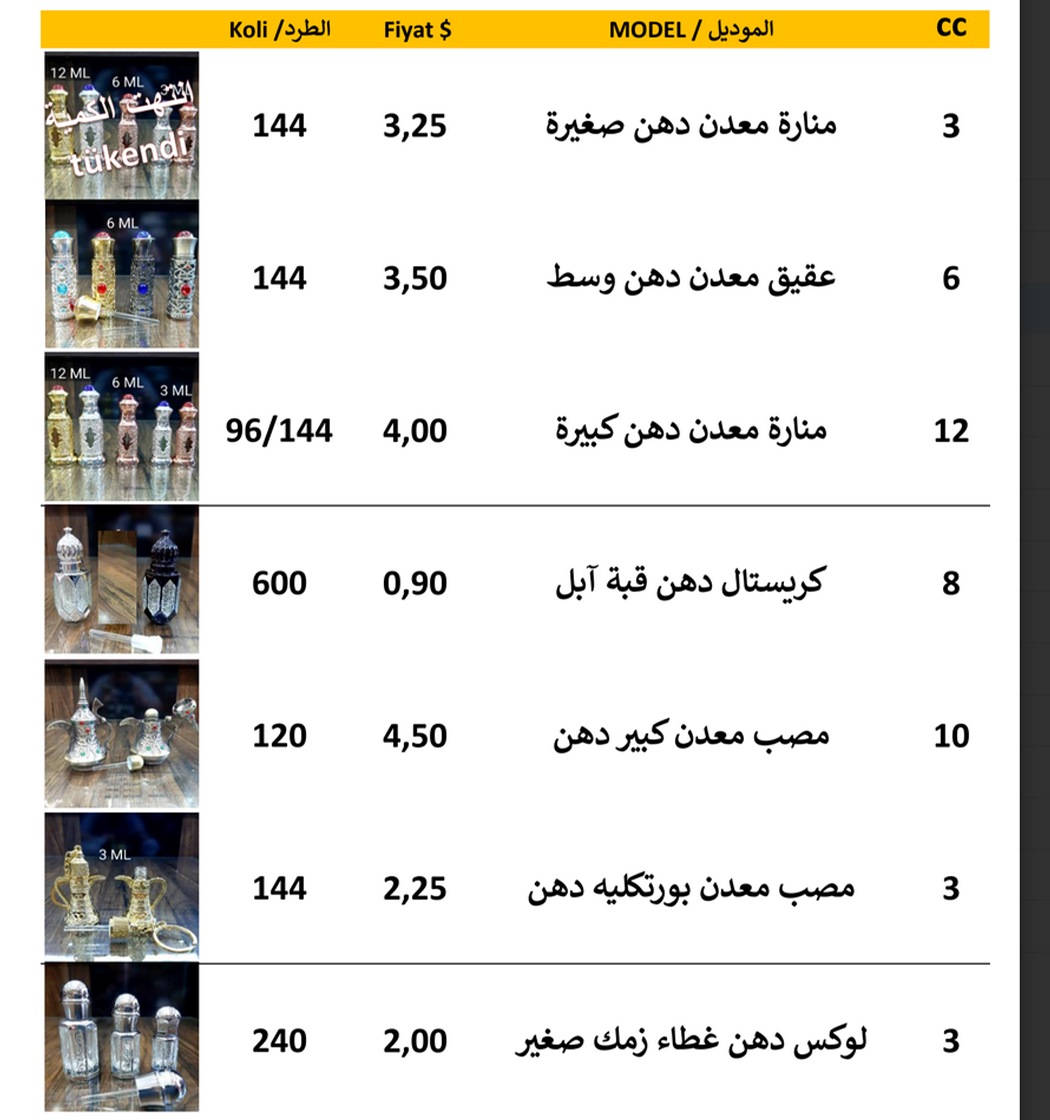 CC الموديل / MODEL Fiyat $ الطرد/ Koli
12 ML
6 ML
انتهت الكمية
tükendi
3 منارة معدن دهن صغيرة 3,25 144
6 ML
6 عقيق معدن دهن وسط 3,50 144
12 ML
6 ML
3 ML
12 منارة معدن دهن كبيرة 4,00 96/144
8 كريستال دهن قبة آبل 0,90 600
10 مصب معدن كبير دهن 4,50 120
3 ML
3 مصب معدن بورتكليه دهن 2,25 144
3 لوكس دهن غطاء زمك صغير 2,00 240